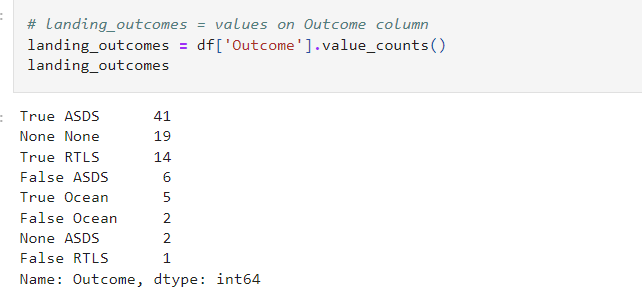 # landing_outcomes = values on Outcome column
landing_outcomes = df['Outcome'].value_counts()
landing_outcomes
True ASDS      41
None None      19
True RTLS      14
False ASDS      6
True Ocean      5
False Ocean     2
None ASDS       2
False RTLS      1
Name: Outcome, dtype: int64